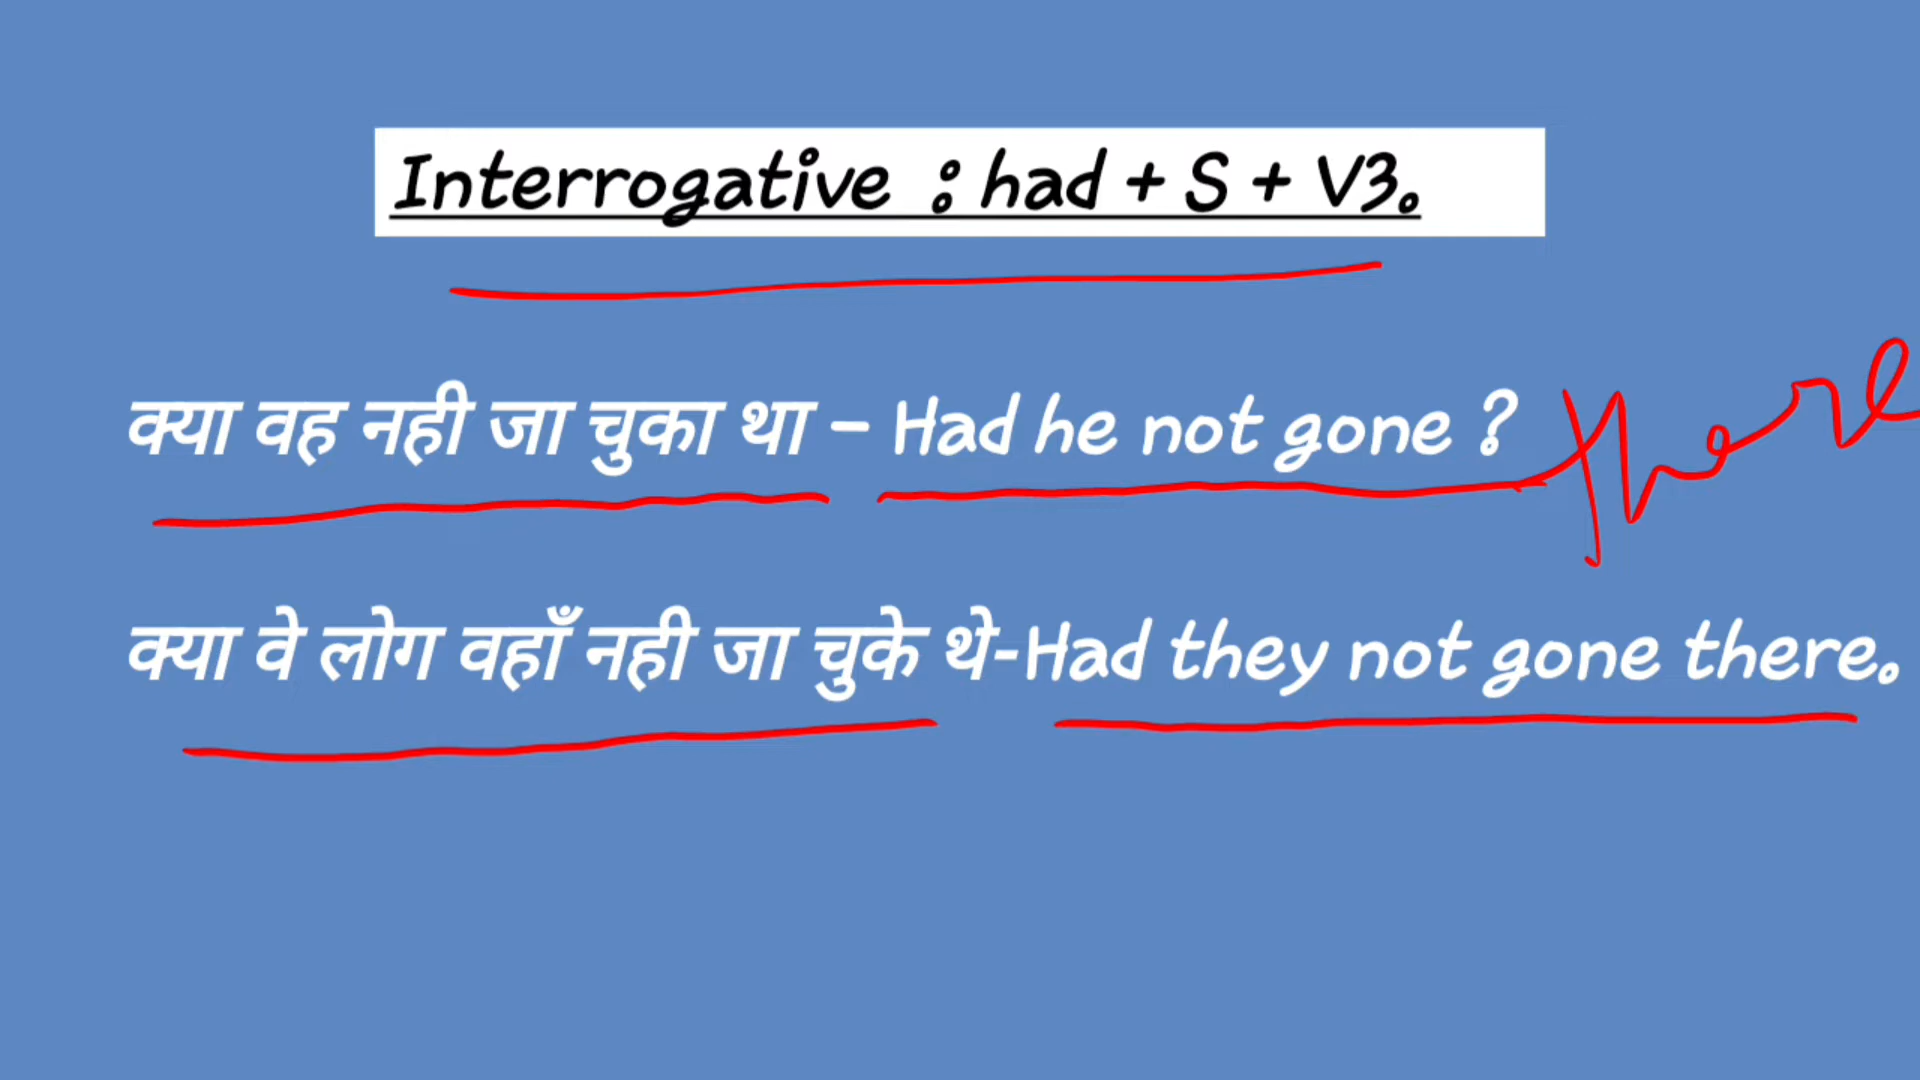 Interrogative : had + S + V3.
क्या वह नही जा चुका था – Had he not gone ? there
क्या वे लोग वहाँ नही जा चुके थे-Had they not gone there.